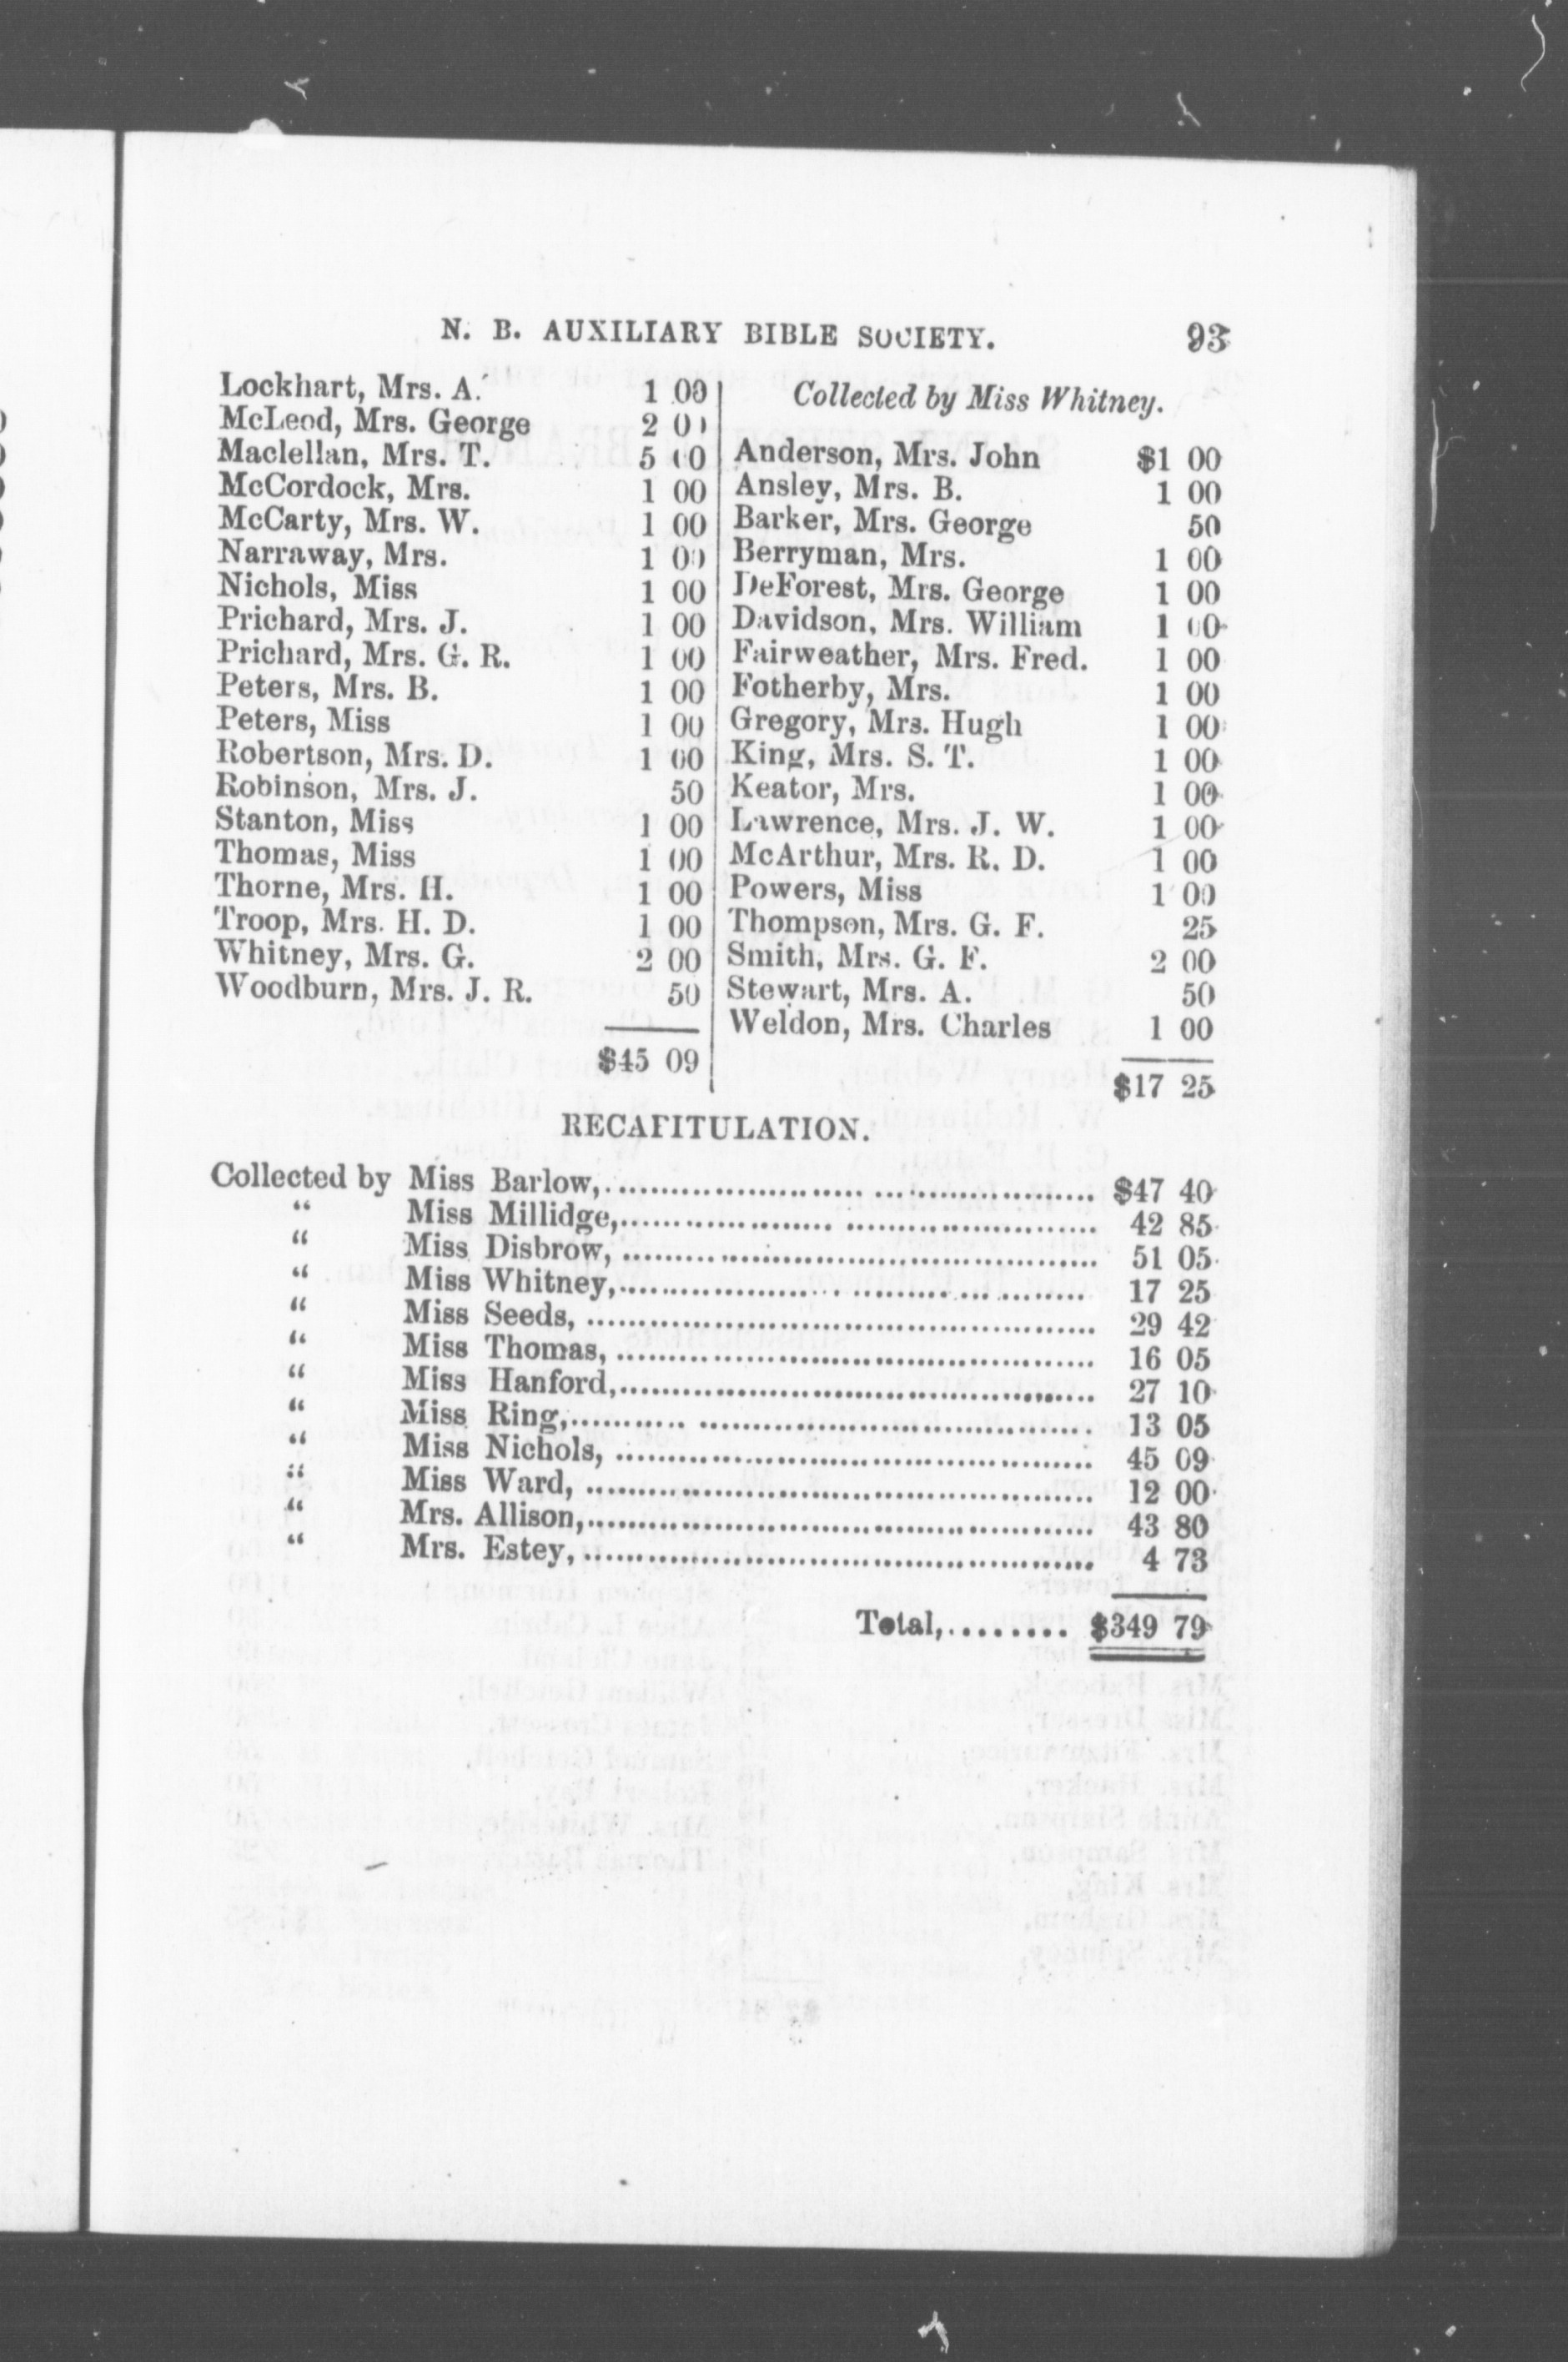 N. B. AUXILIARY BIBLE SOCIETY. 93
Lockhart, Mrs. A. 1 00
McLeod, Mrs. George 2 00
Maclellan, Mrs. T. 5 00
McCordock, Mrs. 1 00
McCarty, Mrs. W. 1 00
Narraway, Mrs. 1 00
Nichols, Miss 1 00
Prichard, Mrs. J. 1 00
Prichard, Mrs. G. R. 1 00
Peters, Mrs. B. 1 00
Peters, Miss 1 00
Robertson, Mrs. D. 1 00
Robinson, Mrs. J. 50
Stanton, Miss 1 00
Thomas, Miss 1 00
Thorne, Mrs. H. 1 00
Troop, Mrs. H. D. 1 00
Whitney, Mrs. G. 2 00
Woodburn, Mrs. J. R. 50
$45 09
Collected by Miss Whitney.
Anderson, Mrs. John $1 00
Ansley, Mrs. B. 1 00
Barker, Mrs. George 50
Berryman, Mrs. 1 00
DeForest, Mrs. George 1 00
Davidson, Mrs. William 1 00
Fairweather, Mrs. Fred. 1 00
Fotherby, Mrs. 1 00
Gregory, Mrs. Hugh 1 00
King, Mrs. S. T. 1 00
Keator, Mrs. 1 00
Lawrence, Mrs. J. W. 1 00
McArthur, Mrs. R. D. 1 00
Powers, Miss 1 00
Thompson, Mrs. G. F. 25
Smith, Mrs. G. F. 2 00
Stewart, Mrs. A. 50
Weldon, Mrs. Charles 1 00
$17 25
RECAPITULATION.
Collected by Miss Barlow,........................................ $47 40
“ Miss Millidge,........................................ 42 85
“ Miss Disbrow, ........................................ 51 05
“ Miss Whitney,........................................ 17 25
“ Miss Seeds, ........................................ 29 42
“ Miss Thomas, ........................................ 16 05
“ Miss Hanford,........................................ 27 10
“ Miss Ring,........................................ 13 05
“ Miss Nichols, ........................................ 45 09
“ Miss Ward, ........................................ 12 00
“ Mrs. Allison,........................................ 43 80
“ Mrs. Estey, ........................................ 4 73
Total,......... $349 79